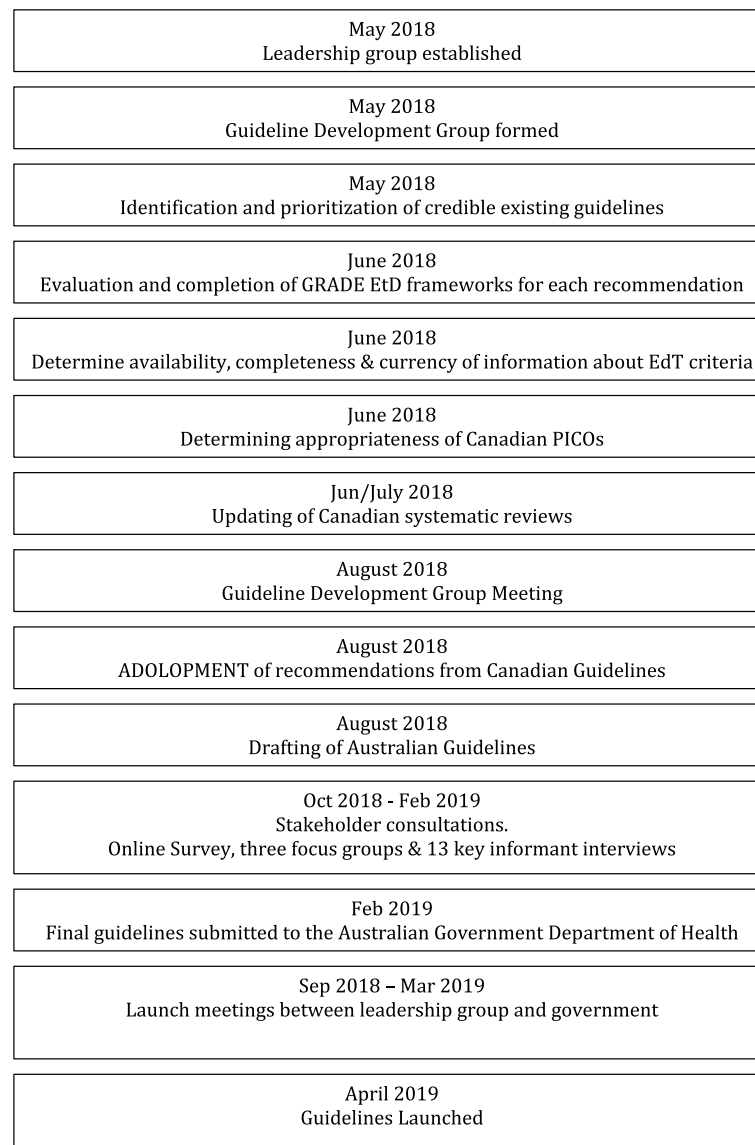 May 2018
Leadership group established
May 2018
Guideline Development Group formed
May 2018
Identification and prioritization of credible existing guidelines
June 2018
Evaluation and completion of GRADE EtD frameworks for each recommendation
June 2018
Determine availability, completeness & currency of information about EdT criteria
June 2018
Determining appropriateness of Canadian PICOs
Jun/July 2018
Updating of Canadian systematic reviews
August 2018
Guideline Development Group Meeting
August 2018
ADOLOPMENT of recommendations from Canadian Guidelines
August 2018
Drafting of Australian Guidelines
Oct 2018 - Feb 2019
Stakeholder consultations.
Online Survey, three focus groups & 13 key informant interviews
Feb 2019
Final guidelines submitted to the Australian Government Department of Health
Sep 2018 – Mar 2019
Launch meetings between leadership group and government
April 2019
Guidelines Launched